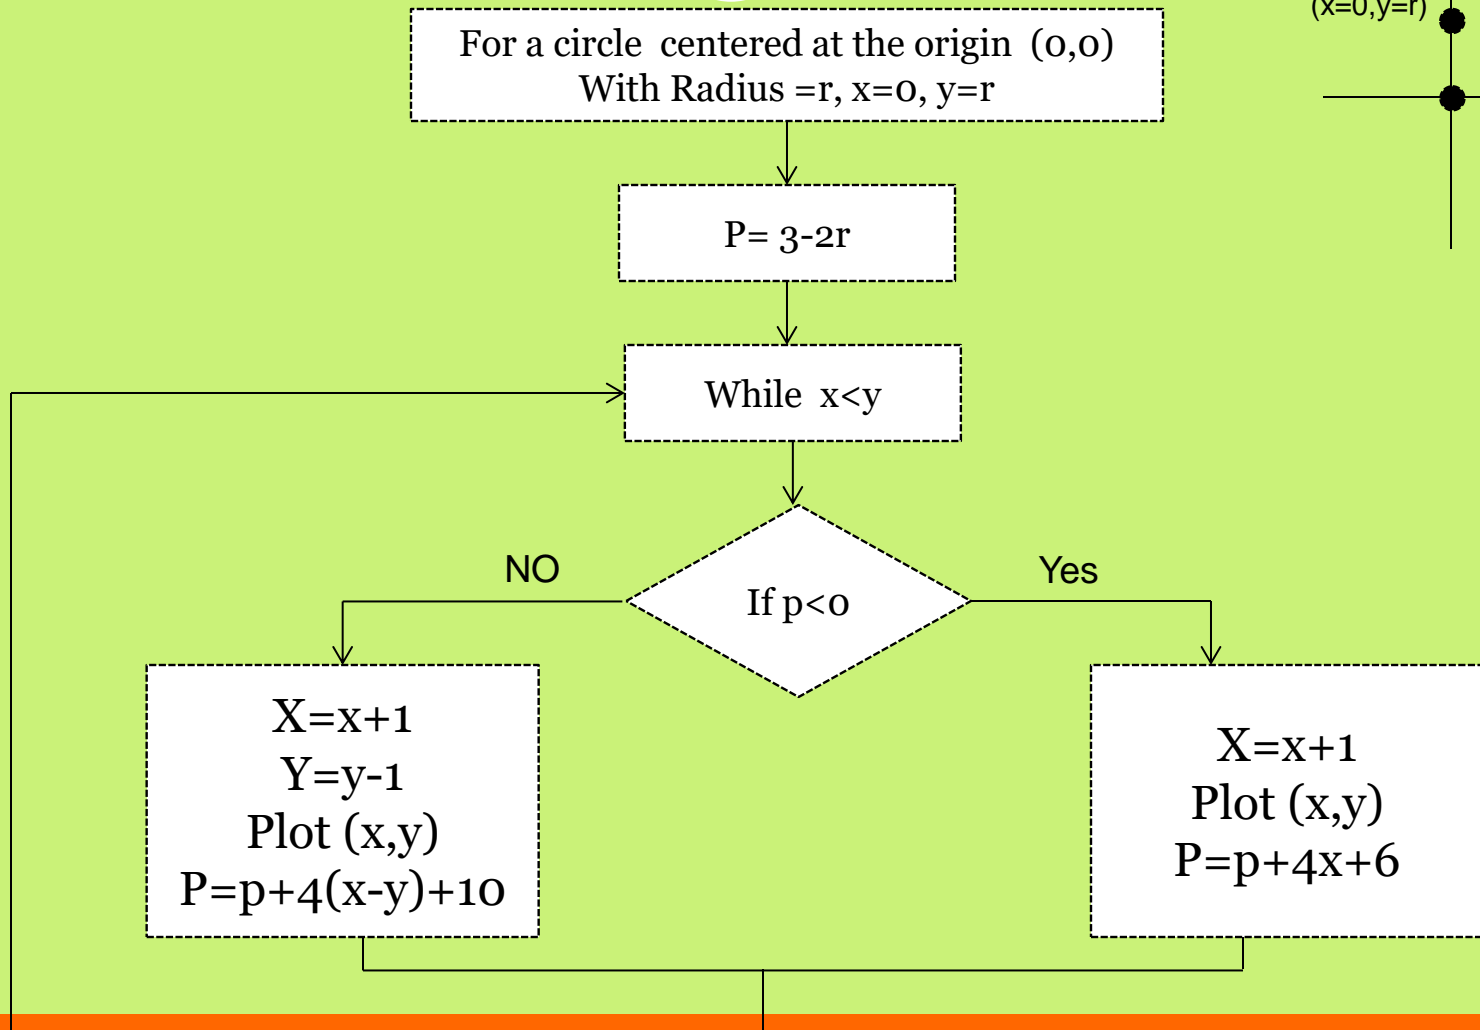 (x=0,y=r)
For a circle centered at the origin (0,0)
With Radius =r, x=0, y=r
P= 3-2r
While x<y
NO
Yes
If p<0
X=x+1
Y=y-1
Plot (x,y)
P=p+4(x-y)+10
X=x+1
Plot (x,y)
P=p+4x+6